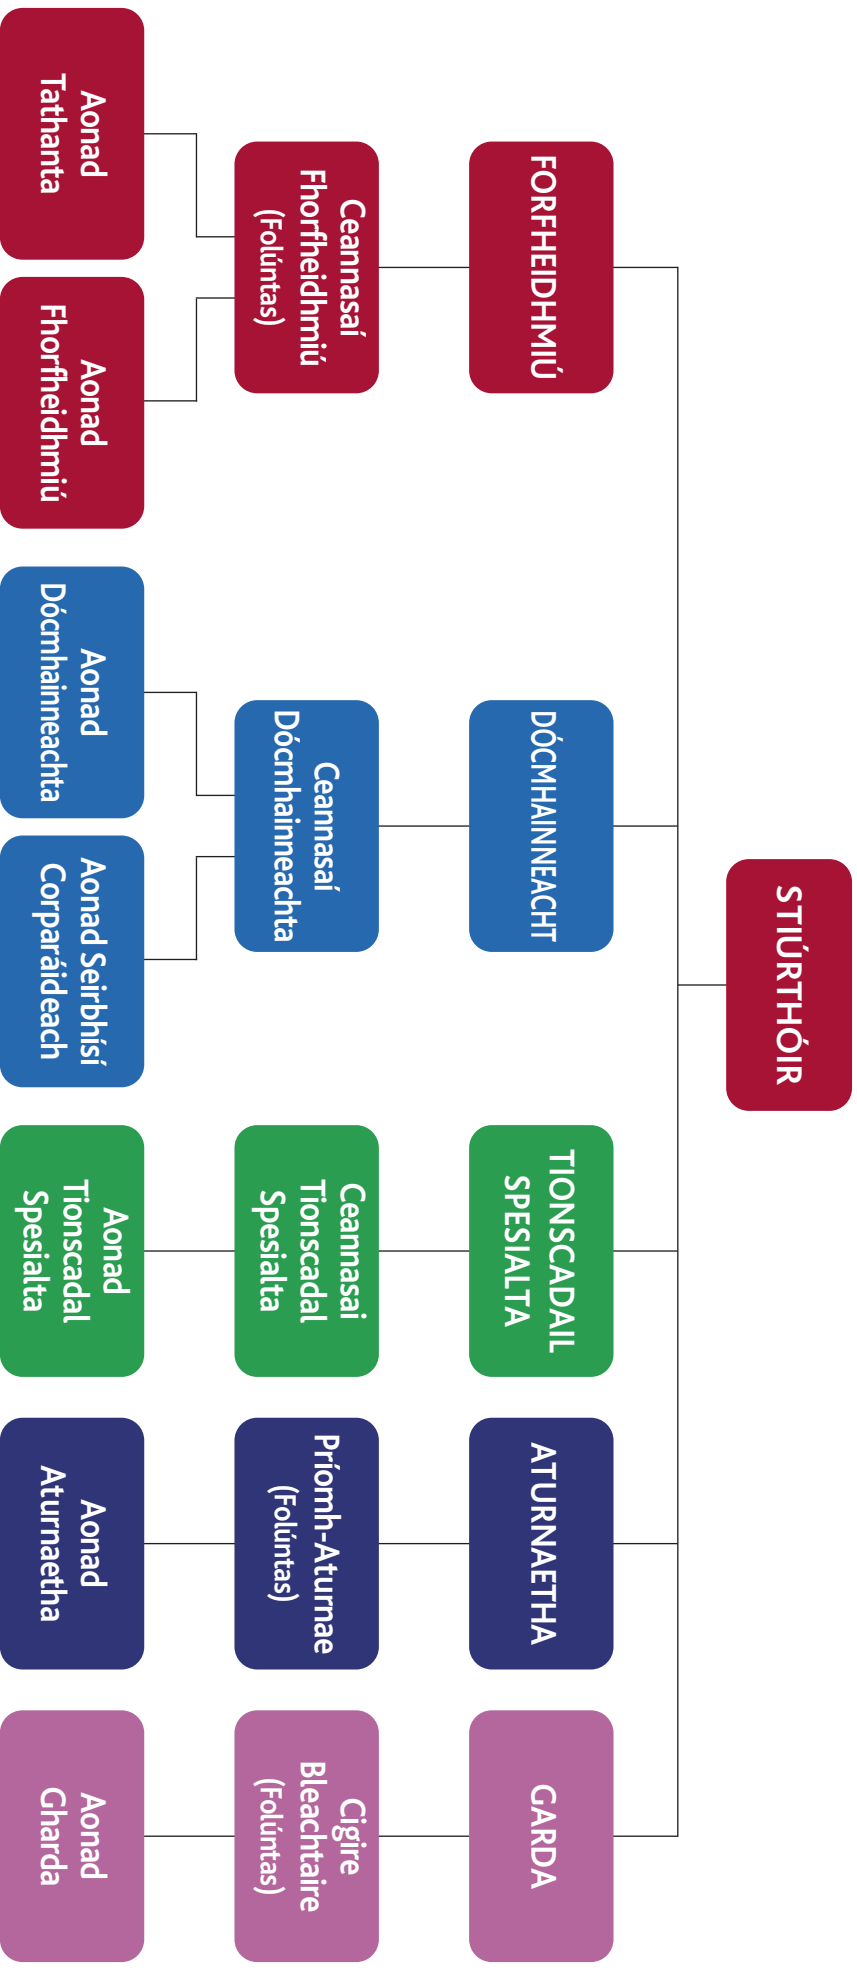 STIÚRTHÓIR
FORFHEIDHMIÚ
DÓCMHAINNEACHT
TIONSCADAIL
SPESIALTA
ATURNAETHA
GARDA
Ceannasaí
Fhorfheidhmiú
(Folúntas)
Ceannasaí
Dócmhainneachta
Ceannasai
Tionscadal
Spesialta
Príomh-Aturnae
(Folúntas)
Cigire
Bleachtaire
(Folúntas)
Aonad
Tathanta
Aonad
Fhorfheidhmiú
Aonad
Dócmhainneachta
Aonad Seirbhísí
Corparáideach
Aonad
Tionscadal
Spesialta
Aonad
Aturnaetha
Aonad
Gharda